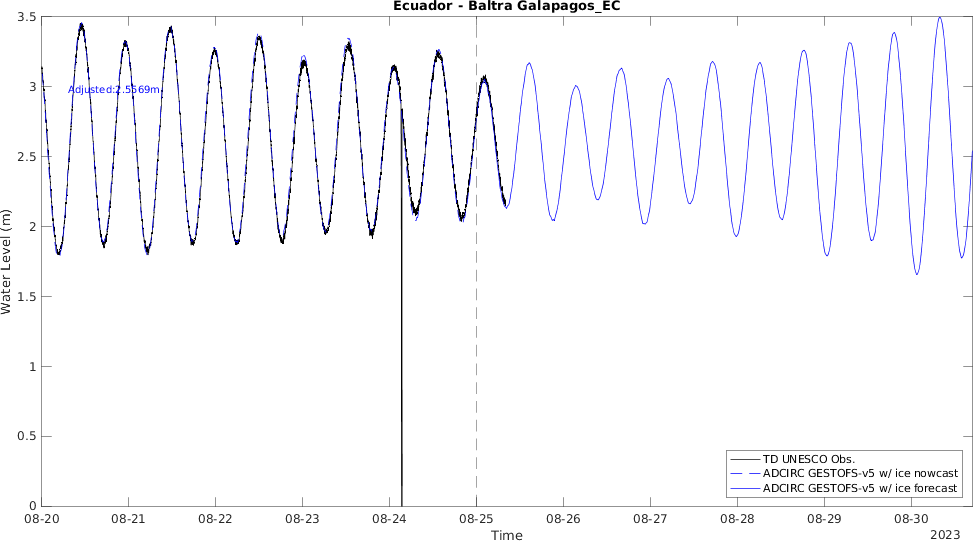 Ecuador - Baltra Galapagos_EC
Water Level (m)
3.5
3
2.5
2
1.5
1
0.5
0
Adjusted:2.5569m
TD UNESCO Obs.
ADCIRC GESTOFS-v5 w/ ice nowcast
ADCIRC GESTOFS-v5 w/ ice forecast
08-20 08-21 08-22 08-23 08-24 08-25 08-26 08-27 08-28 08-29 08-30
Time
2023